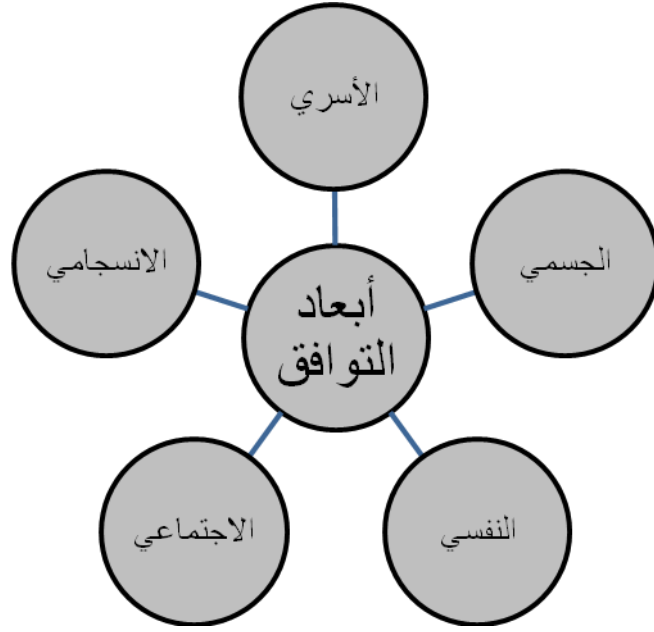 الأسري
الجسمي
الانسجامي
أبعاد
التوافق
النفسي
الاجتماعي